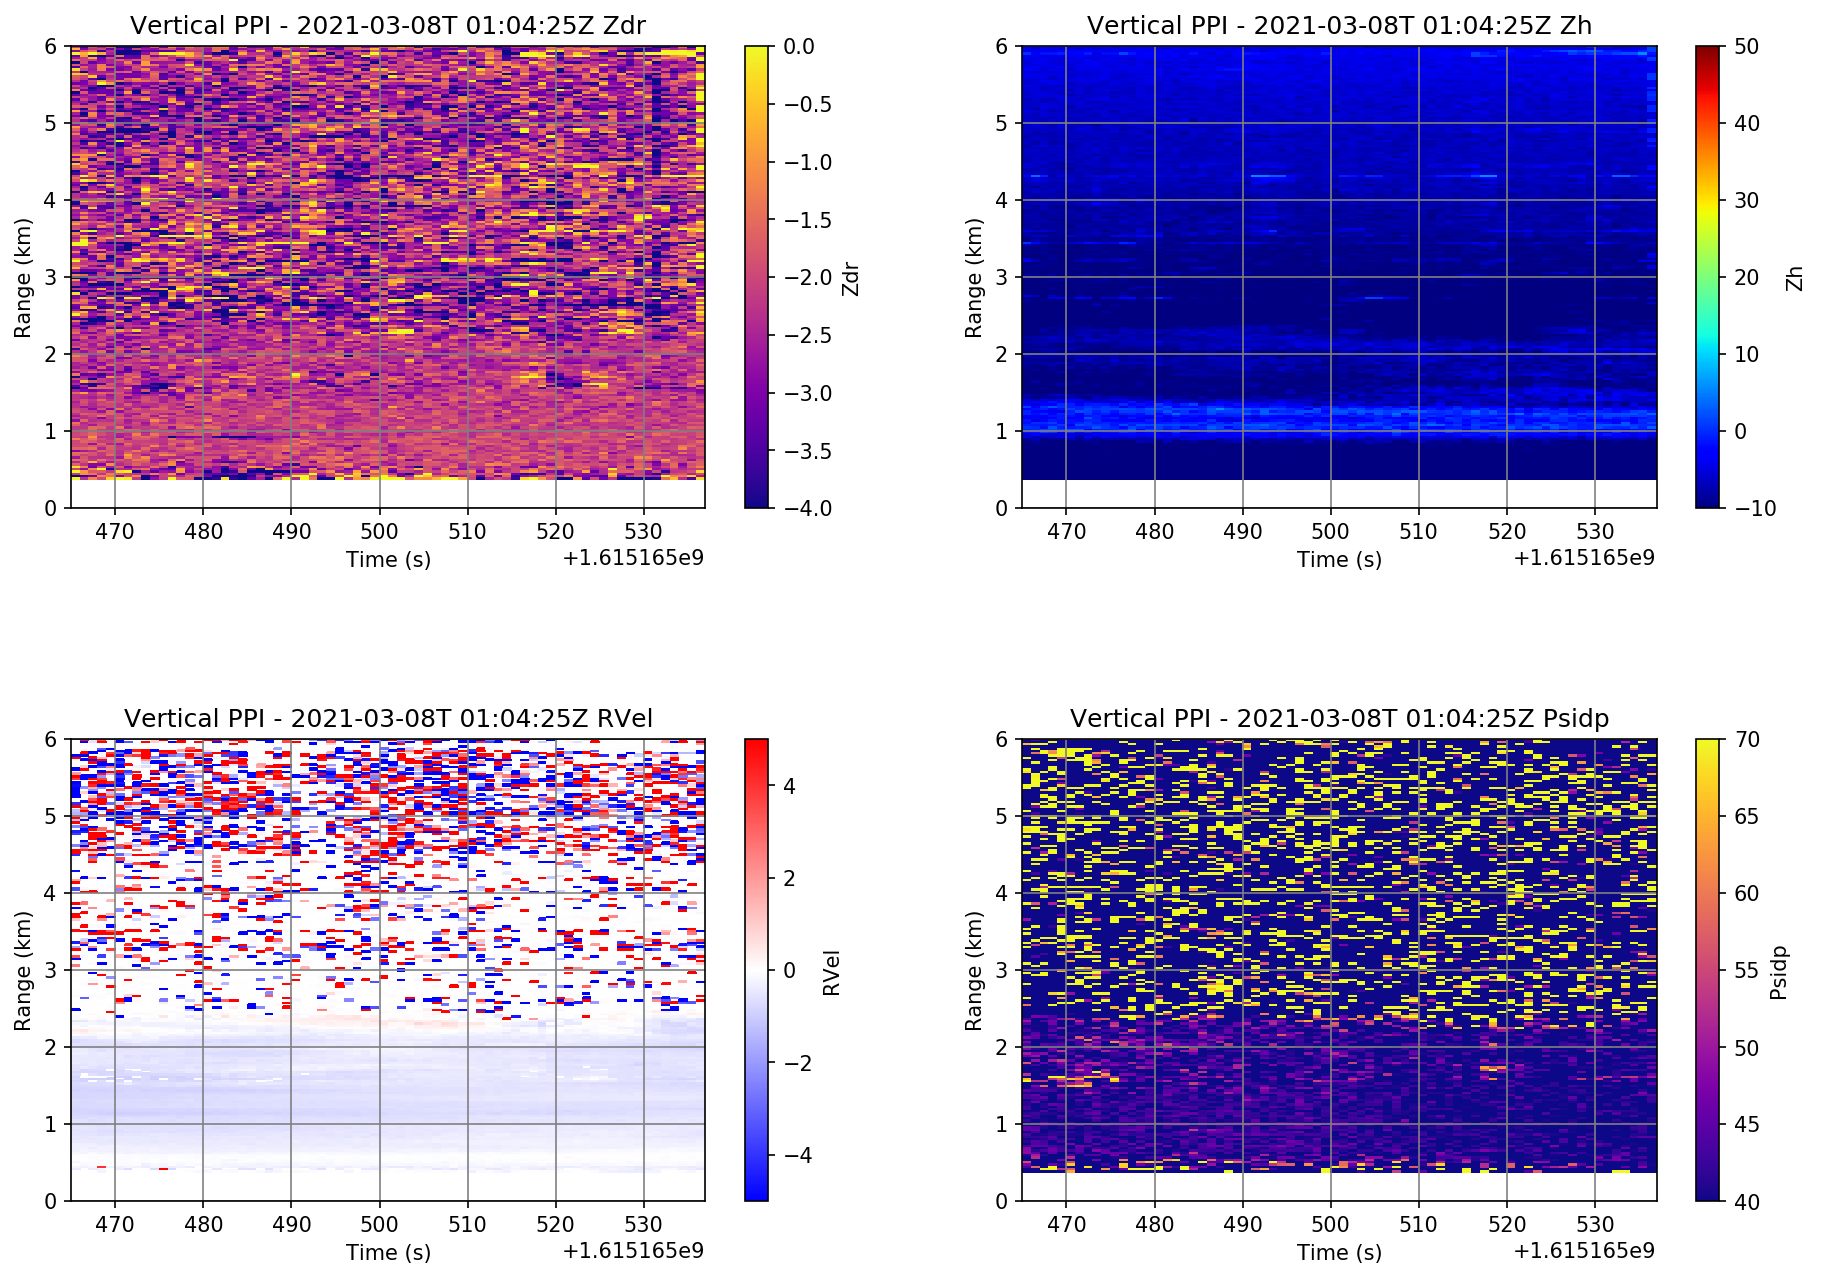 Vertical PPI - 2021-03-08T 01:04:25Z Zdr
6
5
4
3
2
1
0
Range (km)
470 480 490 500 510 520 530
Time (s)
+1.615165e9
0.0
−0.5
−1.0
−1.5
−2.0
−2.5
−3.0
−3.5
−4.0
Zdr
Vertical PPI - 2021-03-08T 01:04:25Z Zh
6
5
4
3
2
1
0
Range (km)
470 480 490 500 510 520 530
Time (s)
+1.615165e9
50
40
30
20
10
0
−10
Zh
Vertical PPI - 2021-03-08T 01:04:25Z RVel
6
5
4
3
2
1
0
Range (km)
470 480 490 500 510 520 530
Time (s)
+1.615165e9
4
2
0
−2
−4
RVel
Vertical PPI - 2021-03-08T 01:04:25Z Psidp
6
5
4
3
2
1
0
Range (km)
470 480 490 500 510 520 530
Time (s)
+1.615165e9
70
65
60
55
50
45
40
Psidp